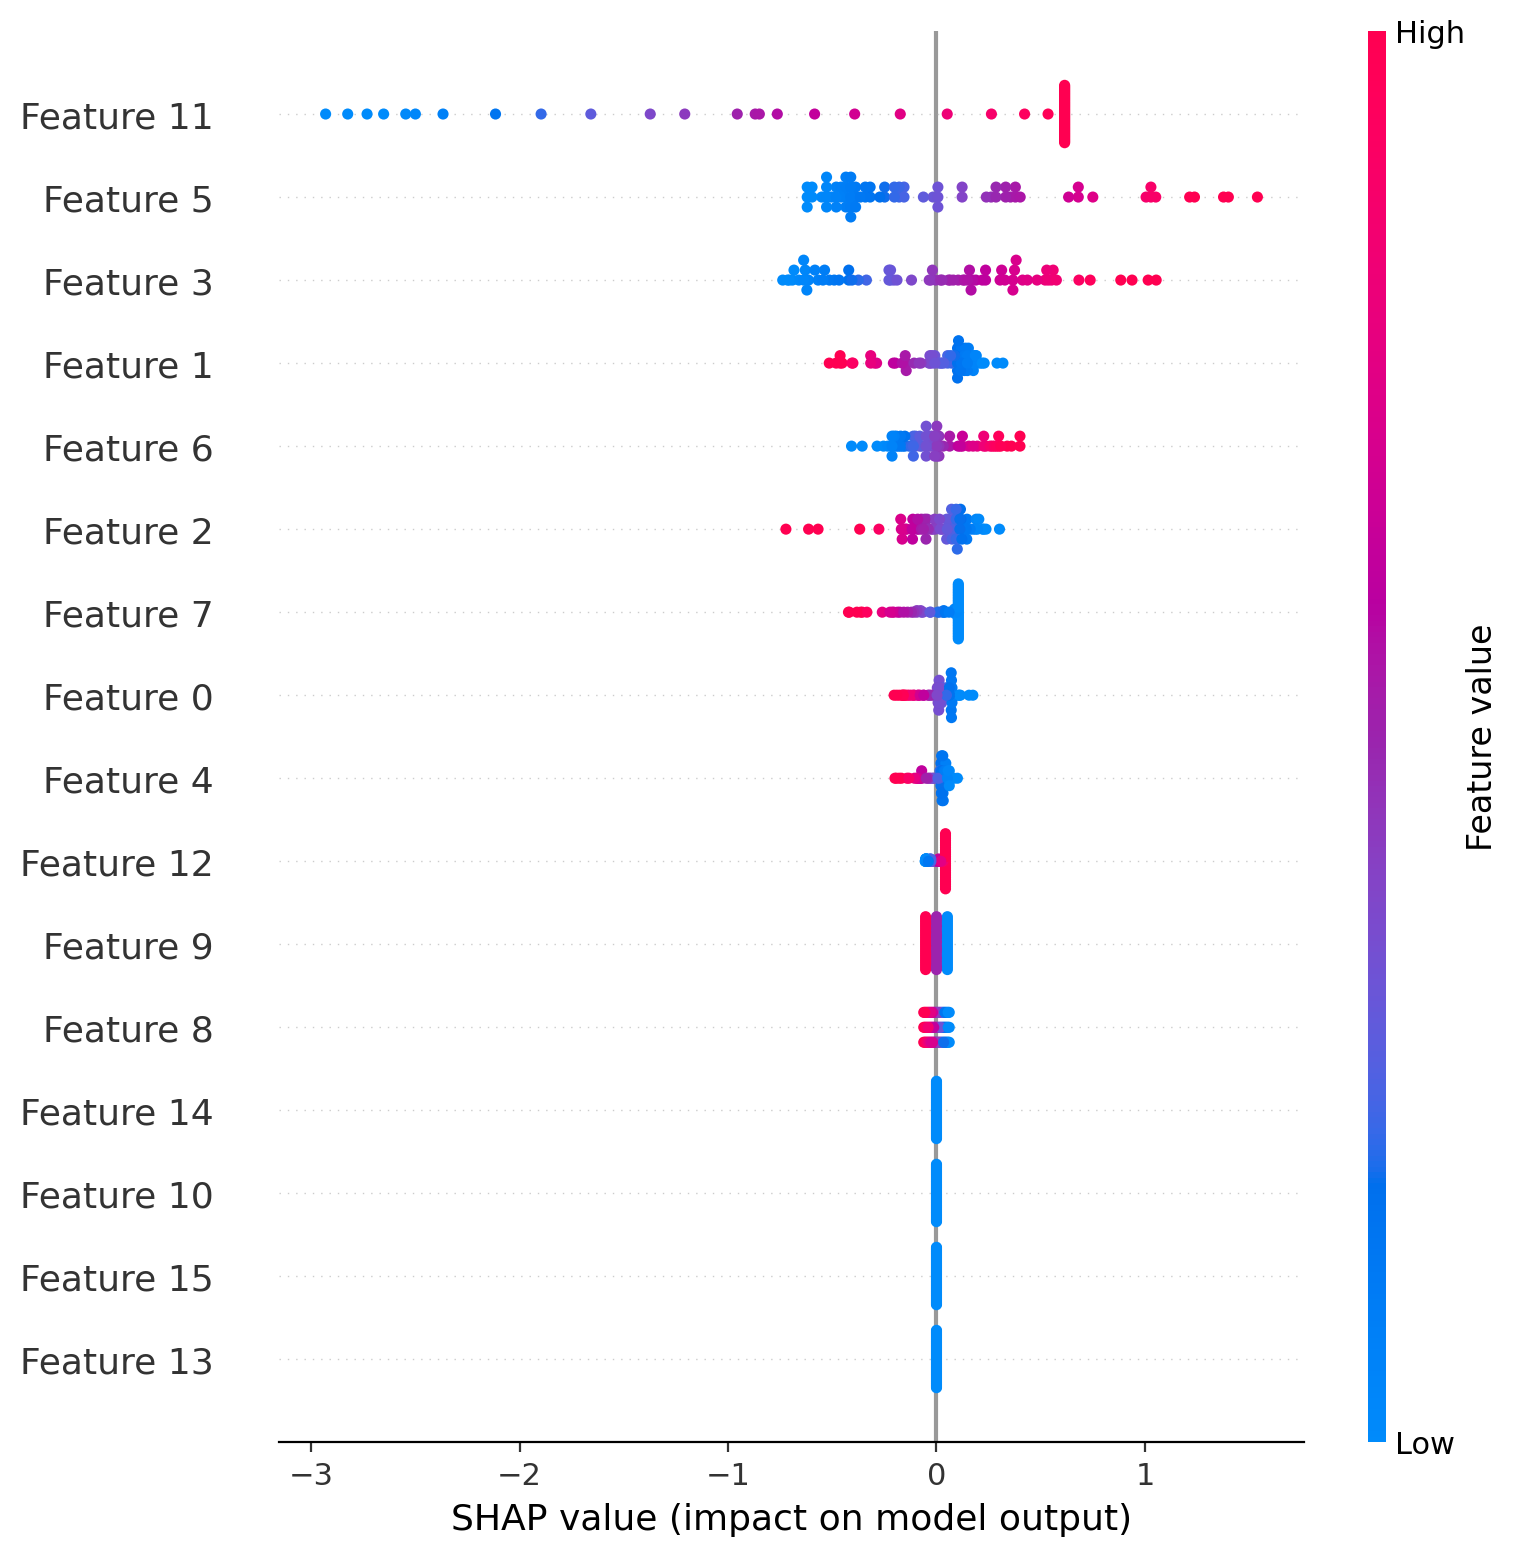 High
Feature 11
Feature 5
Feature 3
Feature 1
Feature 6
Feature 2
Feature 7
Feature 0
Feature 4
Feature 12
Feature 9
Feature 8
Feature 14
Feature 10
Feature 15
Feature 13
Feature value
Low
−3 −2 −1 0 1
SHAP value (impact on model output)